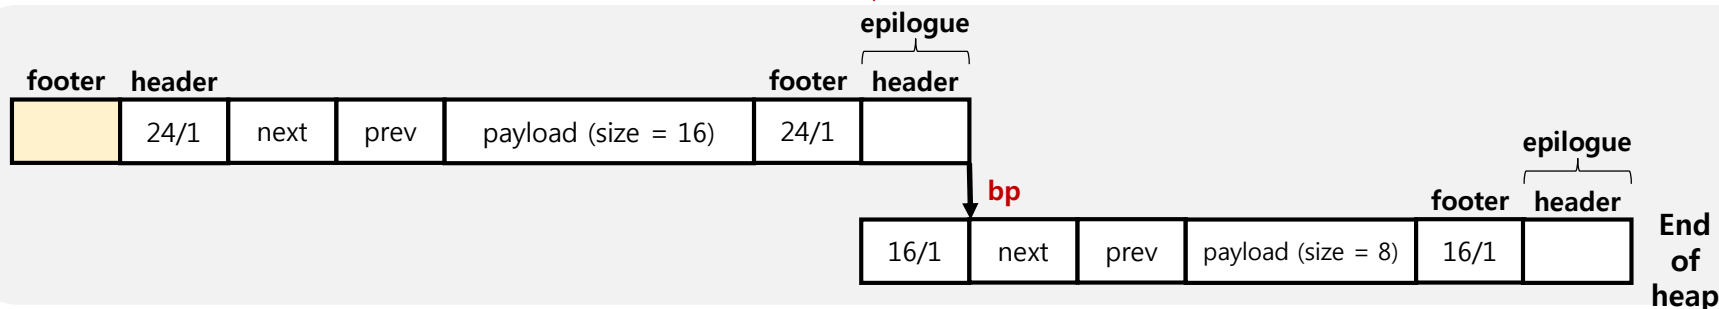 epilogue
footer header footer header
24/1 next prev payload (size = 16) 24/1
epilogue
bp
footer header
16/1 next prev payload (size = 8) 16/1
End
of
heap